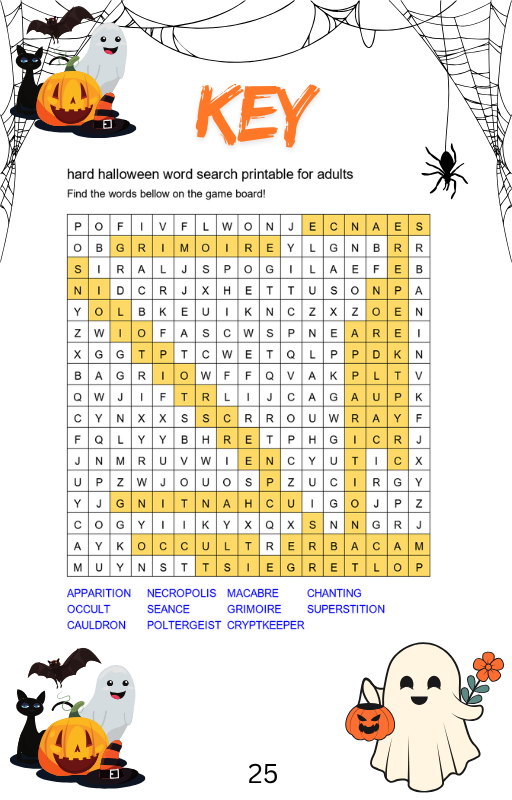 KEY
hard halloween word search printable for adults
Find the words bellow on the game board!
P O F I V F L W O N J E C N A E S
O B G R I M O I R E Y L G N B R R
S I R A L J S P O G I L A E F E B
N I D C R J X H E T T U S O N P A
Y O L B K E U I K N C Z X Z O E N
Z W I O F A S C W S P N E A R E I
X G G T P T C W E T Q L P P D K N
B A G R I O W F F Q V A K P L T V
Q W J I F T R L I J C A G A U P K
C Y N X X S S C R R O U W R A Y F
F Q L Y Y B H R E T P H G I C R J
J N M R U V W I E N C Y U T I C X
U P Z W J O U O S P Z U C I R G Y
Y J G N I T N A H C U I G O J P Z
C O G Y I I K Y X Q X S N N G R J
A Y K O C C U L T R E R B A C A M
M U Y N S T T S I E G R E T L O P
APPARITION NECROPOLIS MACABRE CHANTING
OCCULT SEANCE GRIMOIRE SUPERSTITION
CAULDRON POLTERGEIST CRYPTKEEPER
25